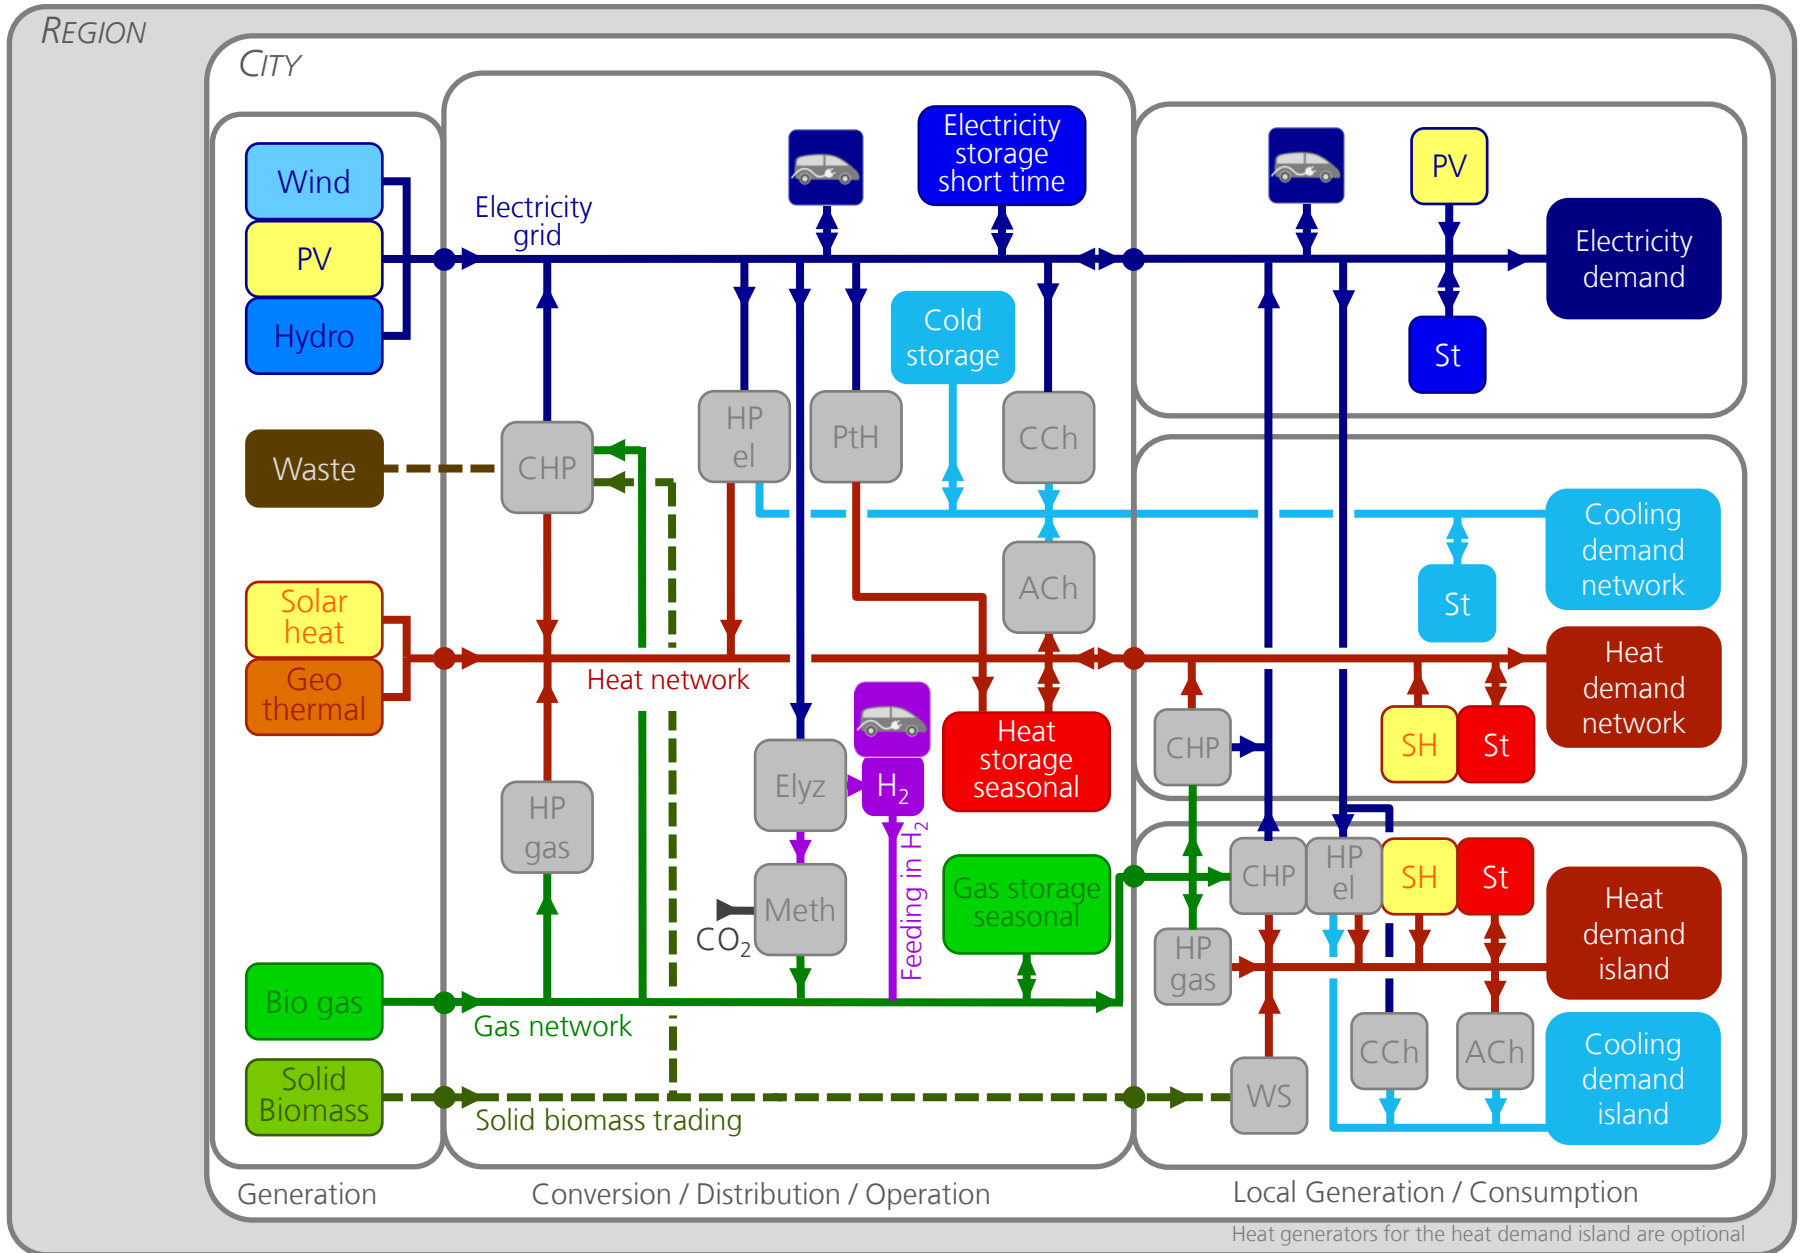 REGION
CITY
Wind
PV
Hydro
Waste
Solar
heat
Geo
thermal
Bio gas
Solid
Biomass
Generation
Electricity
grid
Electricity
storage
short time
Cold
storage
CHP
HP
el
PtH
CCh
ACh
Heat network
HP
gas
Elyz
H2
Meth
CO2
Feeding in H2
Heat
storage
seasonal
Gas storage
seasonal
Gas network
Solid biomass trading
Conversion / Distribution / Operation
PV
St
Electricity
demand
Cooling
demand
network
St
Heat
demand
network
CHP
SH
St
CHP
HP
el
SH
St
HP
gas
Heat
demand
island
WS
CCh
ACh
Cooling
demand
island
Local Generation / Consumption
Heat generators for the heat demand island are optional